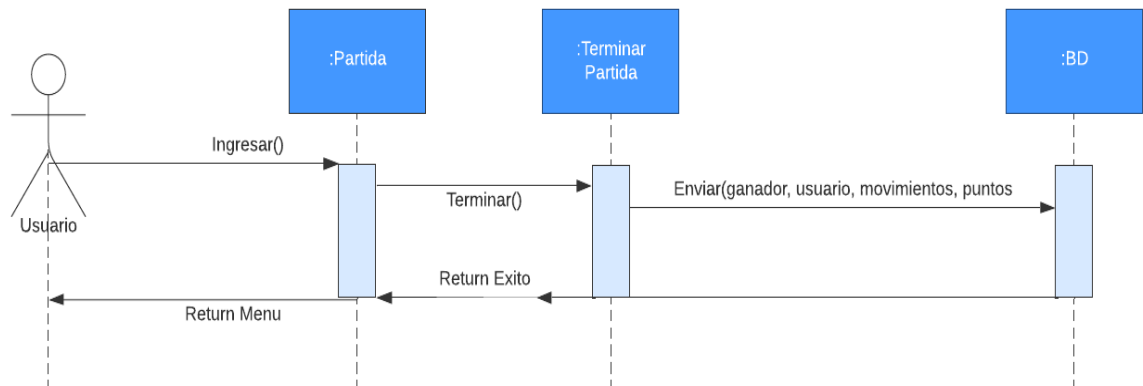 :Partida
:Terminar
Partida
:BD
Ingresar()
Terminar()
Enviar(ganador, usuario, movimientos, puntos
Usuario
Return Exito
Return Menu